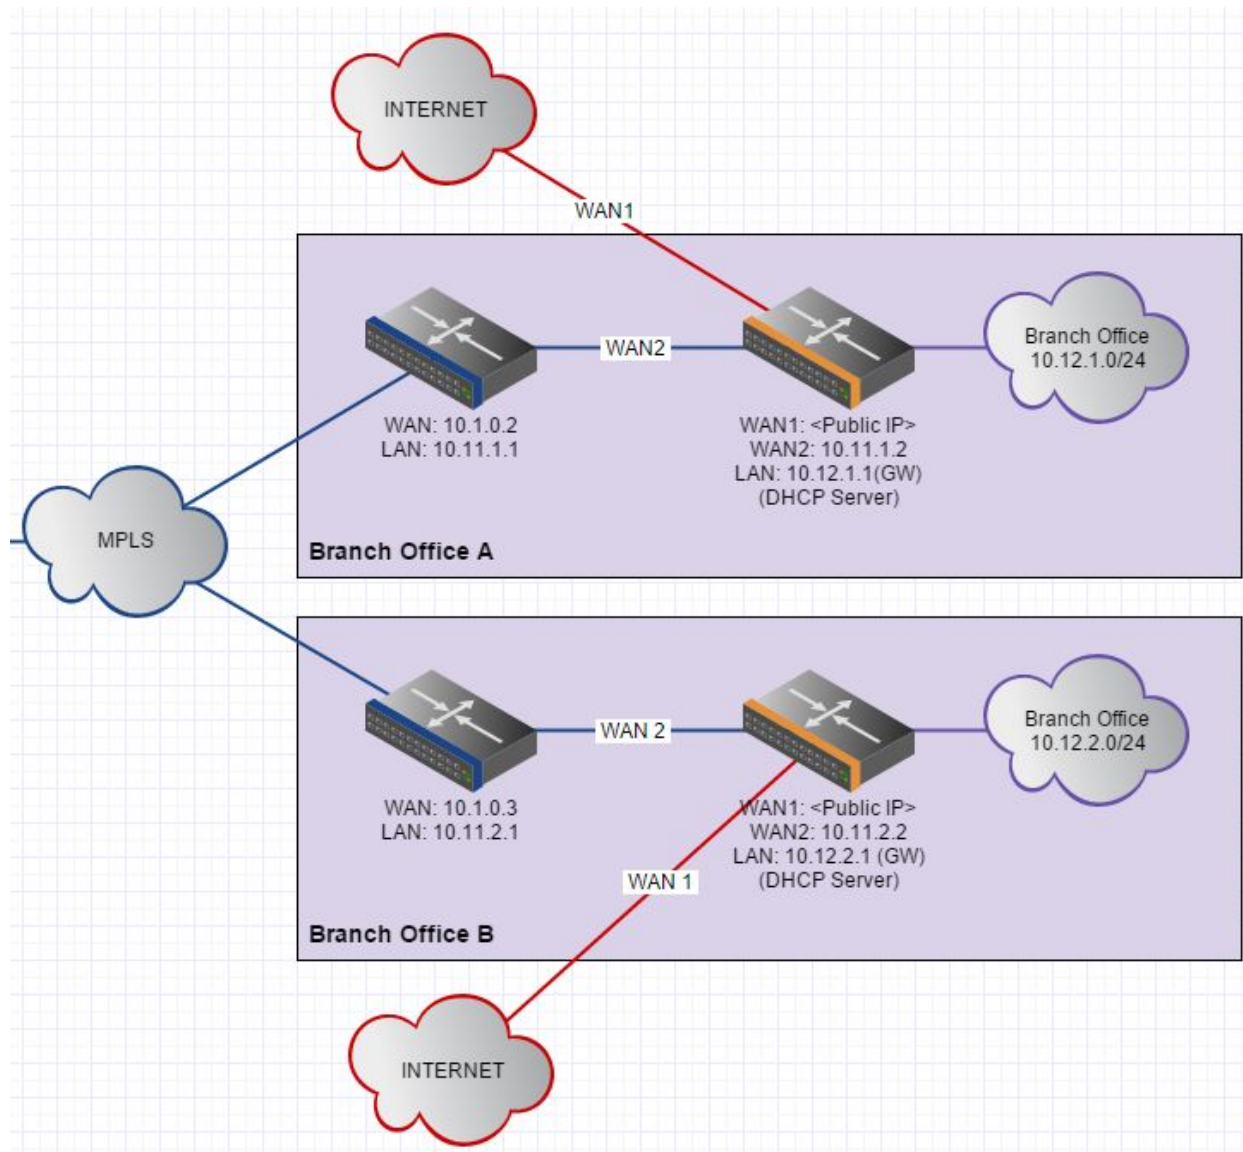 INTERNET
WAN1
WAN2
Branch Office
10.12.1.0/24
WAN: 10.1.0.2
LAN: 10.11.1.1
WAN1: <Public IP>
WAN2: 10.11.1.2
LAN: 10.12.1.1(GW)
(DHCP Server)
MPLS
Branch Office A
WAN 2
Branch Office
10.12.2.0/24
WAN: 10.1.0.3
LAN: 10.11.2.1
WAN1: <Public IP>
WAN2: 10.11.2.2
LAN: 10.12.2.1 (GW)
(DHCP Server)
WAN 1
Branch Office B
INTERNET